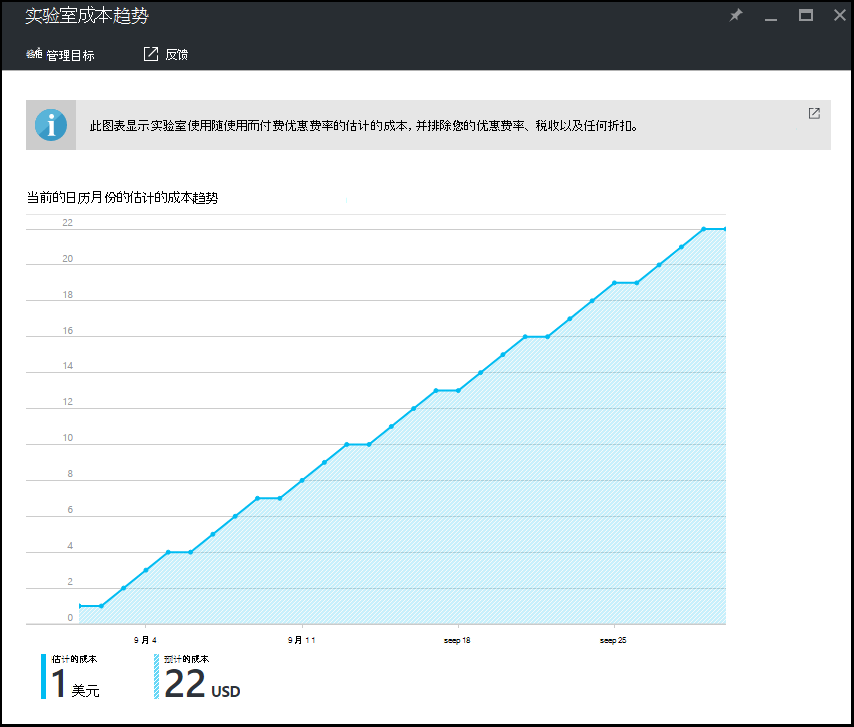 实验室成本趋势
管理目标 反馈
此图表显示实验室使用随使用而付费优惠费率的估计的成本, 并排除您的优惠费率、税收以及任何折扣。
当前的日历月份的估计的成本趋势
22
20
18
16
14
12
10
8
6
4
2
0
9 月 4 9 月 11 seep 18 seep 25
估计的成本
1 美元
计的成本
22 USD